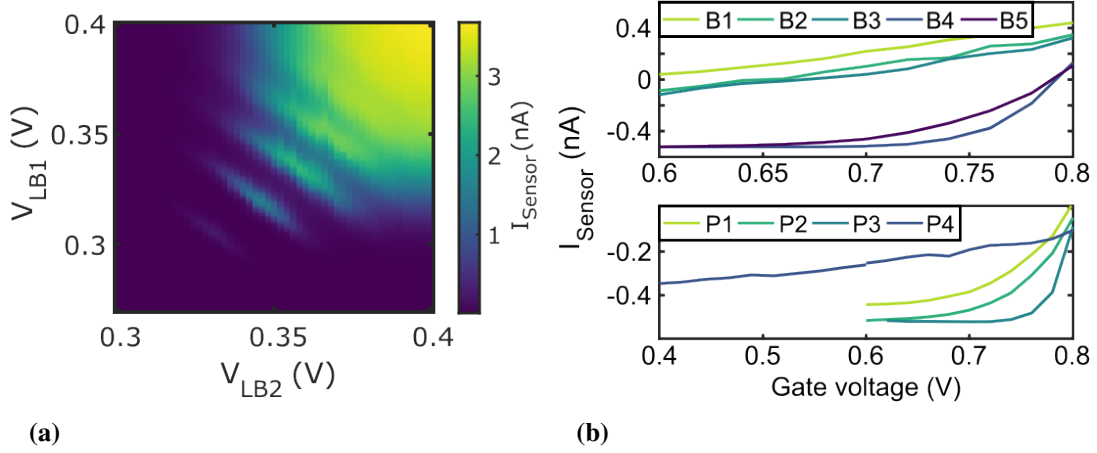 0.4
0.35
0.3
V_LB1 (V)
0.3 0.35 0.4
V_LB2 (V)
3
2
1
I_Sensor (nA)
(a)
B1 B2 B3 B4 B5
0.4
0
-0.4
0.6 0.65 0.7 0.75 0.8
I_Sensor (nA)
P1 P2 P3 P4
-0.2
-0.4
0.4 0.5 0.6 0.7 0.8
Gate voltage (V)
(b)